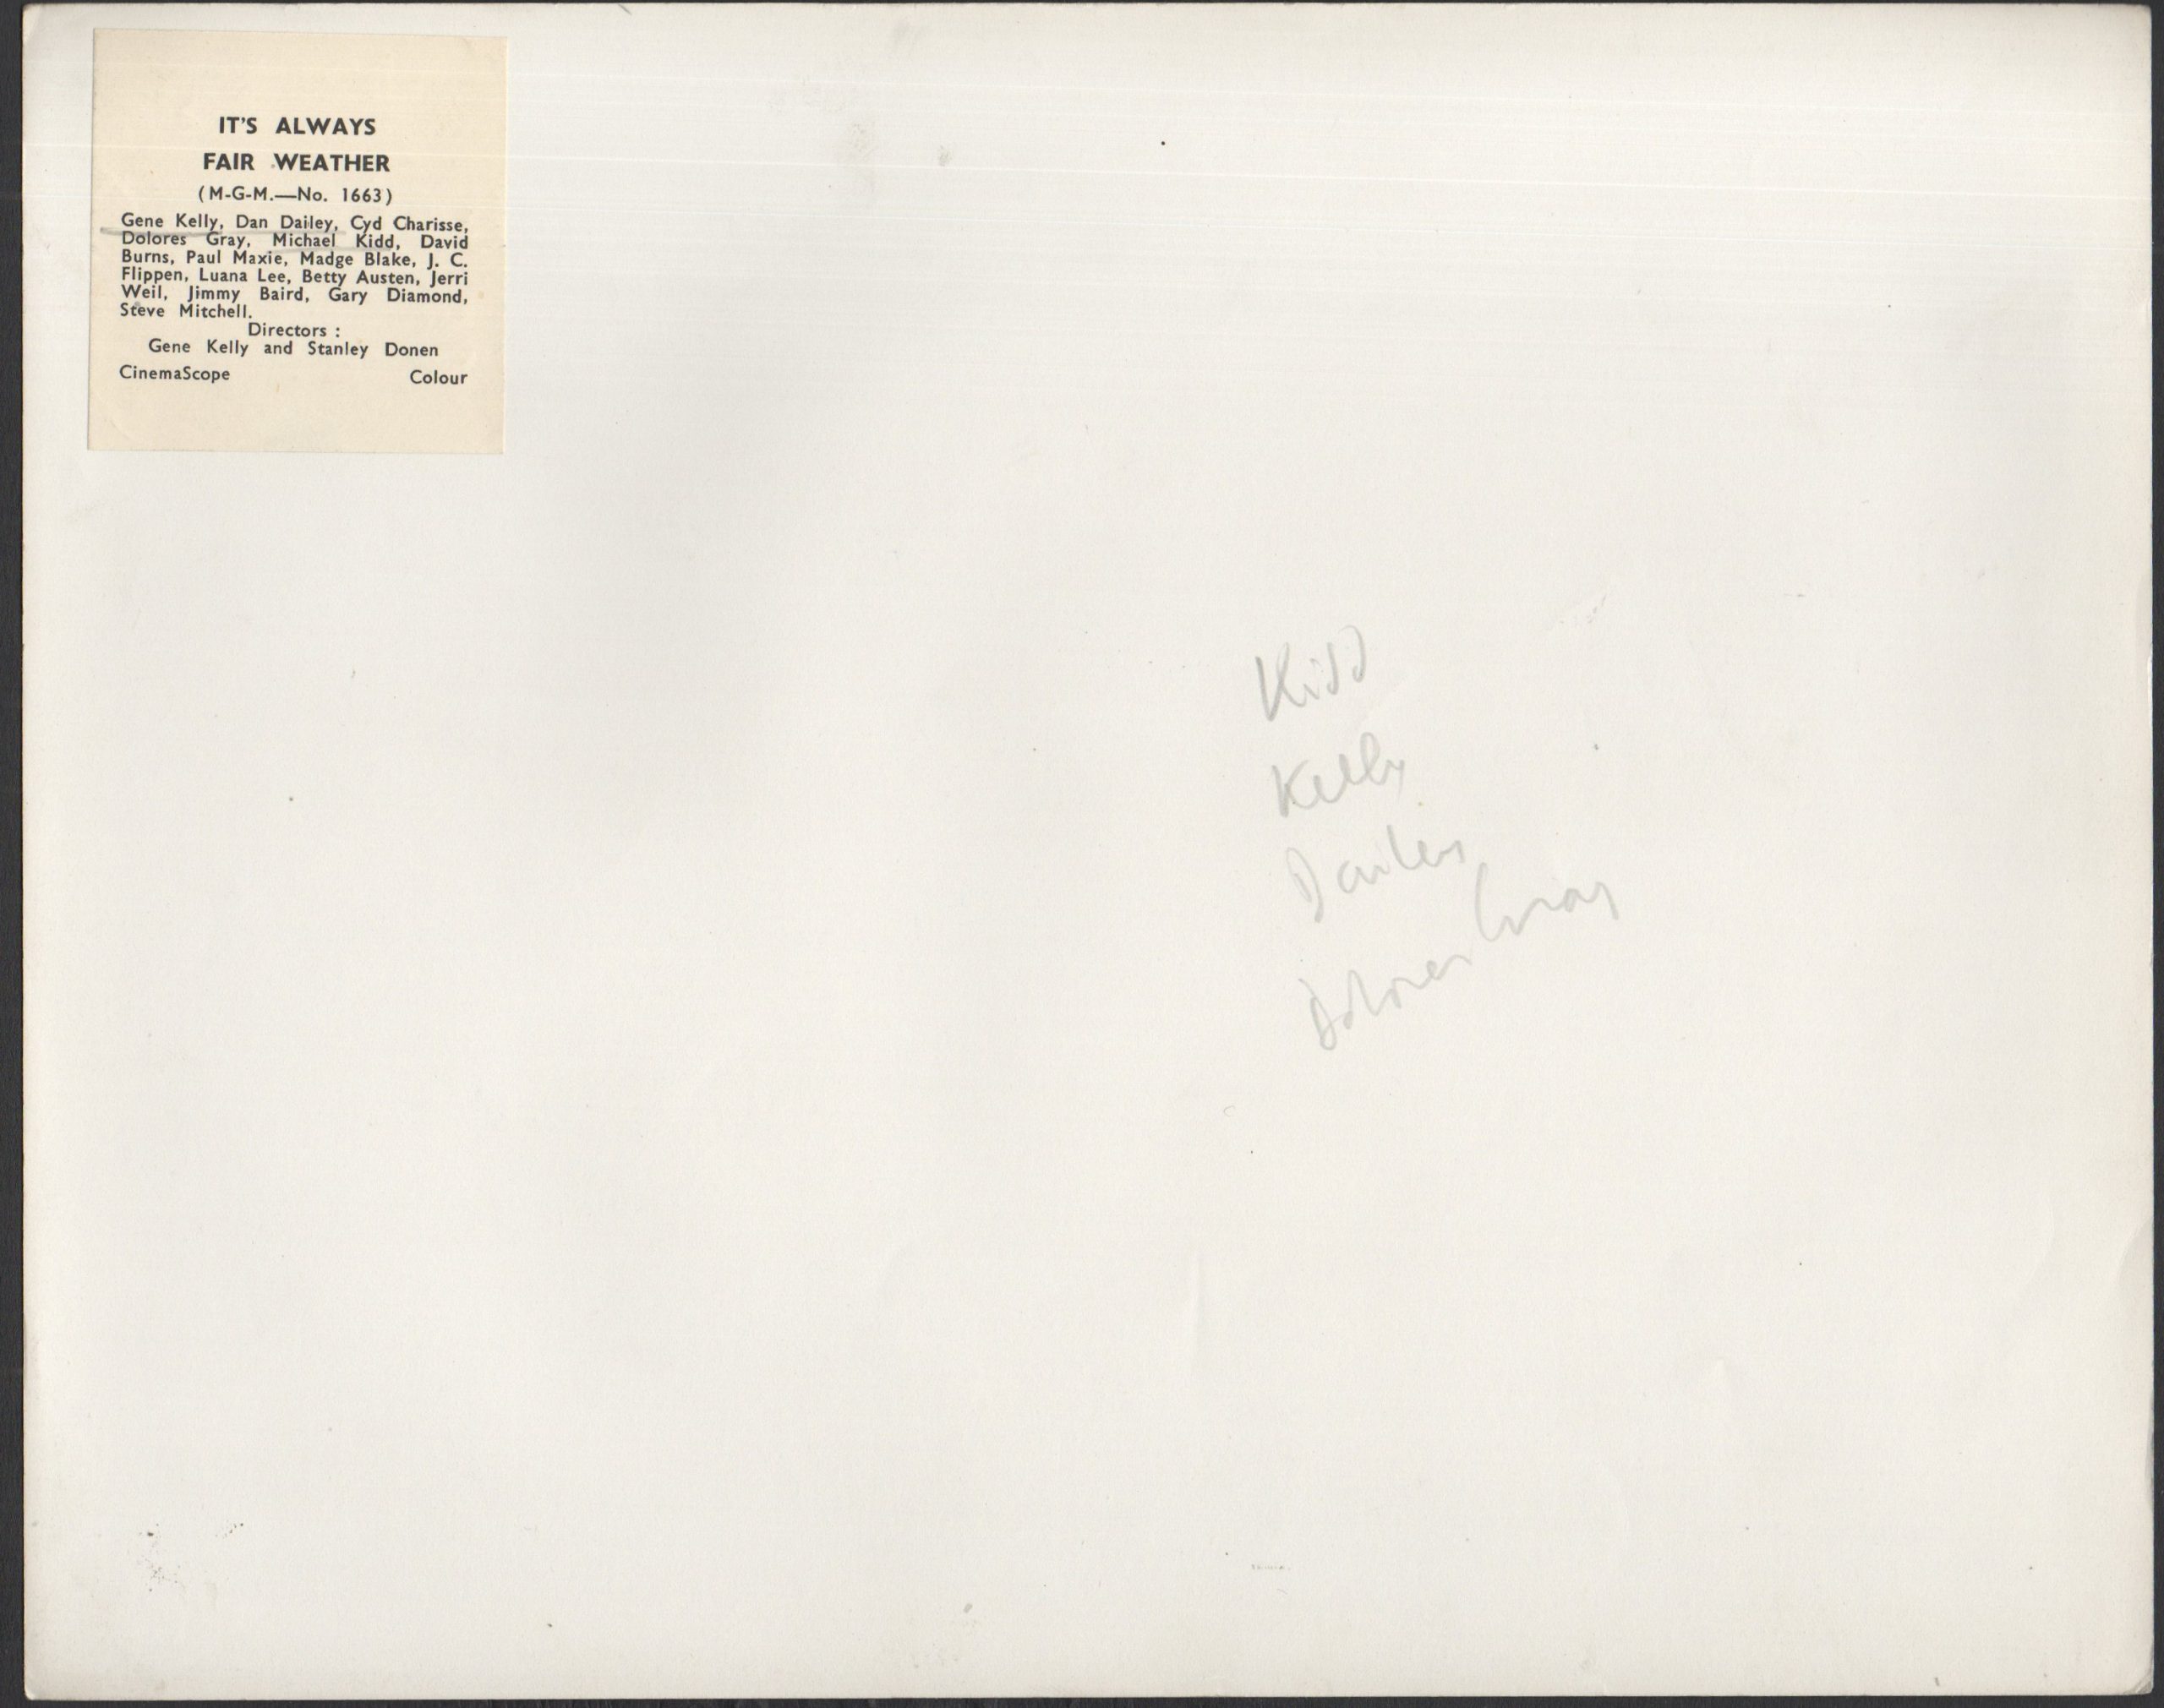 IT'S ALWAYS
FAIR WEATHER
(M-G-M.—No. 1663)
Gene Kelly, Dan Dailey, Cyd Charisse,
Dolores Gray, Michael Kidd, David
Burns, Paul Maxie, Madge Blake, J. C.
Flippen, Luana Lee, Betty Austen, Jerri
Weil, Jimmy Baird, Gary Diamond,
Steve Mitchell.
Directors :
Gene Kelly and Stanley Donen
CinemaScope Colour
Kidd
Kelly
Dailey
Dolores Gray